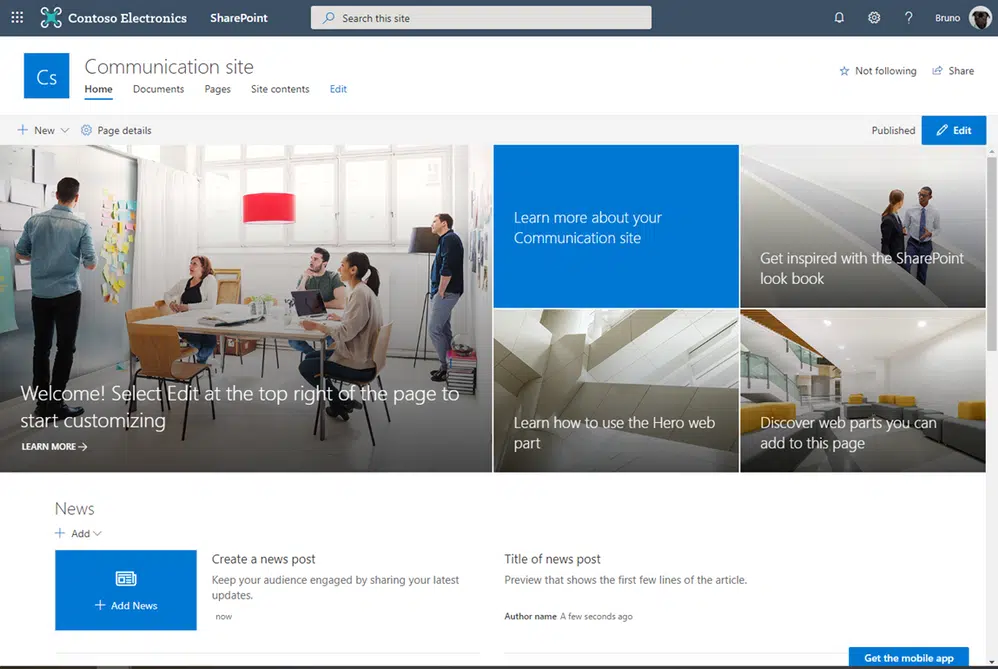 Contoso Electronics
SharePoint
Search this site
?
Bruno
Cs
Communication site
Home
Documents
Pages
Site contents
Edit
Not following
Share
New
Page details
Published
Edit
Welcome! Select Edit at the top right of the page to
start customizing
LEARN MORE
Learn more about your
Communication site
Get inspired with the SharePoint
look book
Learn how to use the Hero web
part
Discover web parts you can
add to this page
News
Add
Add News
Create a news post
Keep your audience engaged by sharing your latest
updates.
now
Title of news post
Preview that shows the first few lines of the article.
Author name A few seconds ago
Get the mobile app